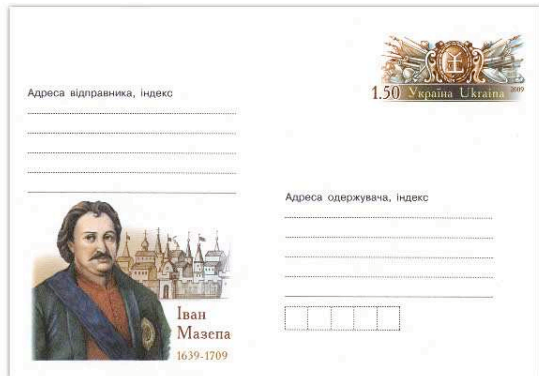 1.50 Україна Ukraina 2009
Адреса відправника, індекс
Адреса одержувача, індекс
Іван
Мазепа
1639-1709